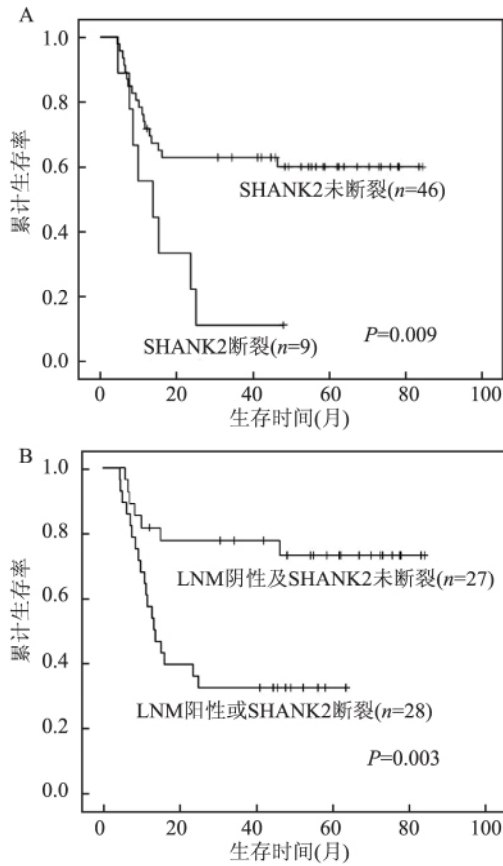 A
累计生存率
1.0
0.8
0.6
0.4
0.2
0.0
SHANK2未断裂(n=46)
SHANK2断裂(n=9)
P=0.009
0 20 40 60 80 100
生存时间(月)
B
累计生存率
1.0
0.8
0.6
0.4
0.2
0.0
LNM阴性及SHANK2未断裂(n=27)
LNM阳性或SHANK2断裂(n=28)
P=0.003
0 20 40 60 80 100
生存时间(月)